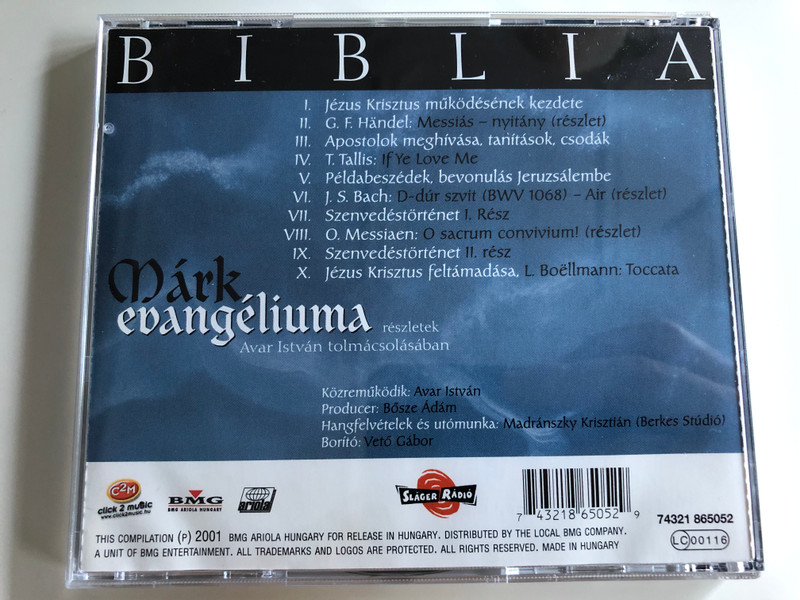 BIBLIA
I. Jézus Krisztus működésének kezdete
II. G. F. Händel: Messiás – nyitány (részlet)
III. Apostolok meghívása, tanítások, csodák
IV. T. Tallis: If Ye Love Me
V. Példabeszédek, bevonulás Jeruzsálembe
VI. J. S. Bach: D-dúr szvit (BWV 1068) – Air (részlet)
VII. Szenvedéstörténet I. Rész
VIII. O. Messiaen: O sacrum convivium! (részlet)
IX. Szenvedéstörténet II. rész
X. Jézus Krisztus feltámadása, L. Boëllmann: Toccata
Márk
evangéliuma részletek
Avar István tolmácsolásában
Közreműködik: Avar István
Producer: Bősze Ádám
Hangfelvételek és utómunka: Madránszky Krisztián (Berkes Stúdió)
Borító: Vető Gábor
C2M
click 2 music
www.click2music.hu
BMG
BMG ARIOLA HUNGARY
ariola
SLÁGER RÁDIÓ
7 43218 65052 9
74321 865052
LC 00116
THIS COMPILATION (P) 2001 BMG ARIOLA HUNGARY FOR RELEASE IN HUNGARY. DISTRIBUTED BY THE LOCAL BMG COMPANY.
A UNIT OF BMG ENTERTAINMENT. ALL TRADEMARKS AND LOGOS ARE PROTECTED. ALL RIGHTS RESERVED. MADE IN HUNGARY